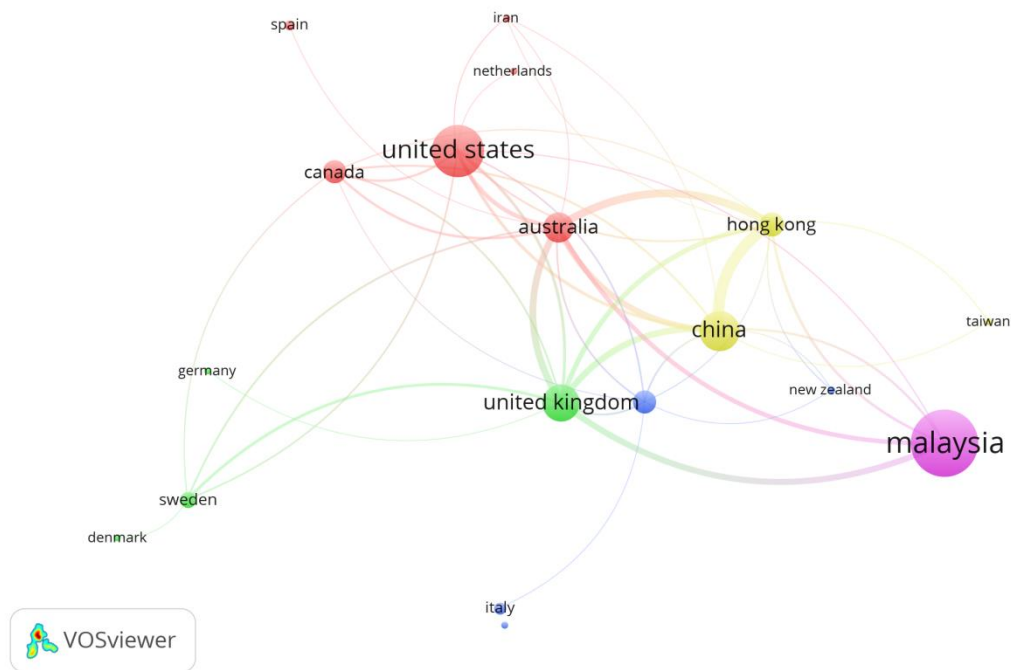 iran
spain
netherlands
united states
canada
australia
hong kong
taiwan
china
germany
new zealand
united kingdom
malaysia
sweden
denmark
italy
VOSviewer